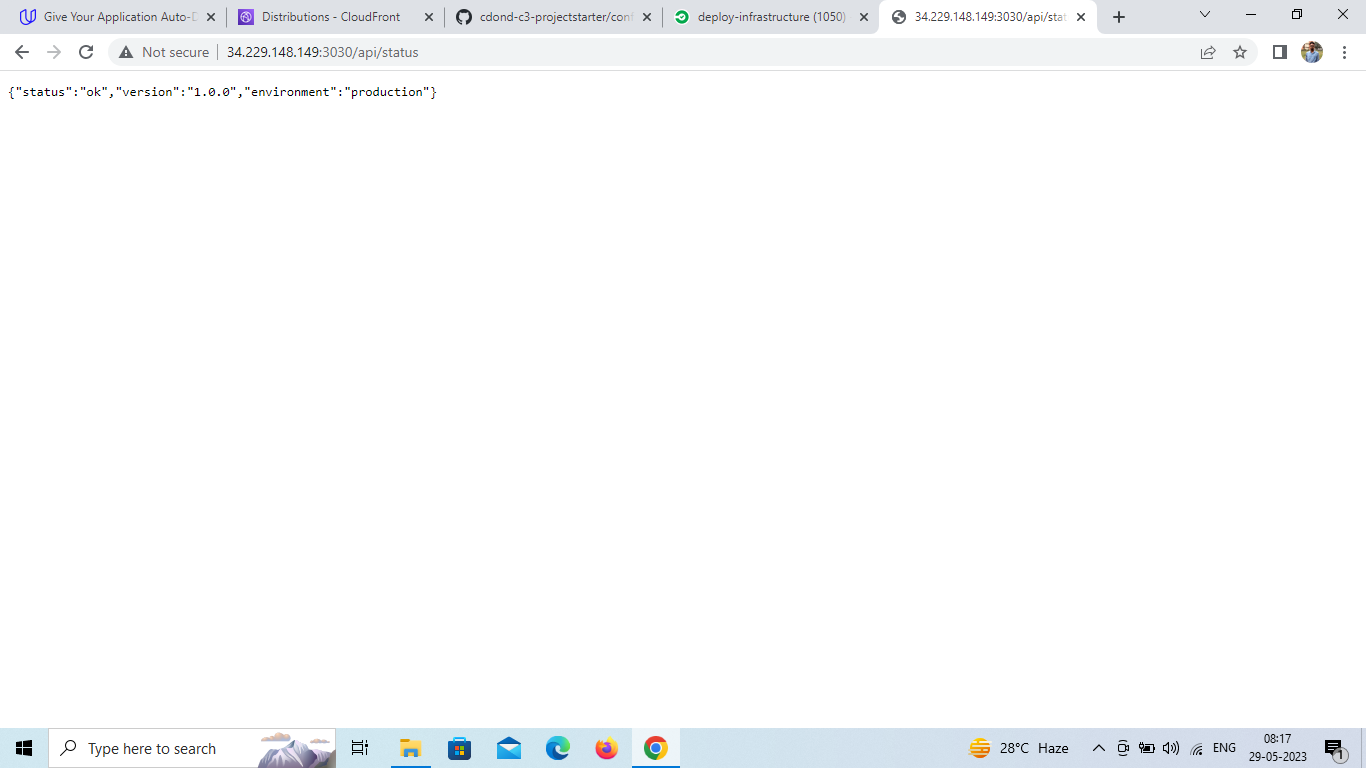 Give Your Application Auto-D
Distributions - CloudFront
cdond-c3-projectstarter/conf
deploy-infrastructure (1050)
34.229.148.149:3030/api/stat
Not secure
34.229.148.149:3030/api/status
{"status":"ok","version":"1.0.0","environment":"production"}
Type here to search
28°C Haze
ENG
08:17
29-05-2023
1